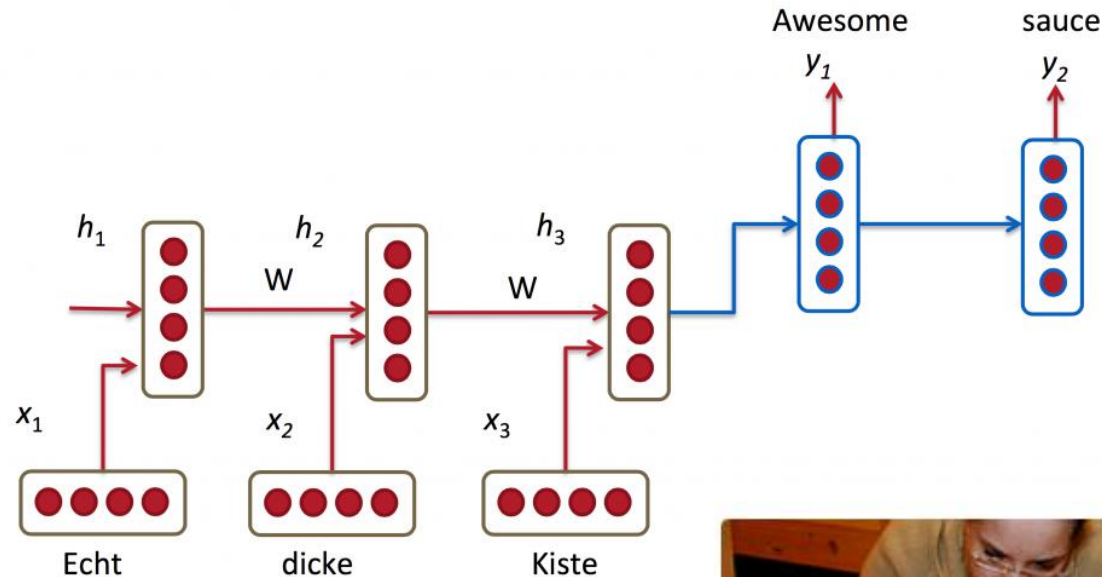 Awesome sauce
y1 y2
h1 h2 h3
W W
x1 x2 x3
Echt dicke Kiste